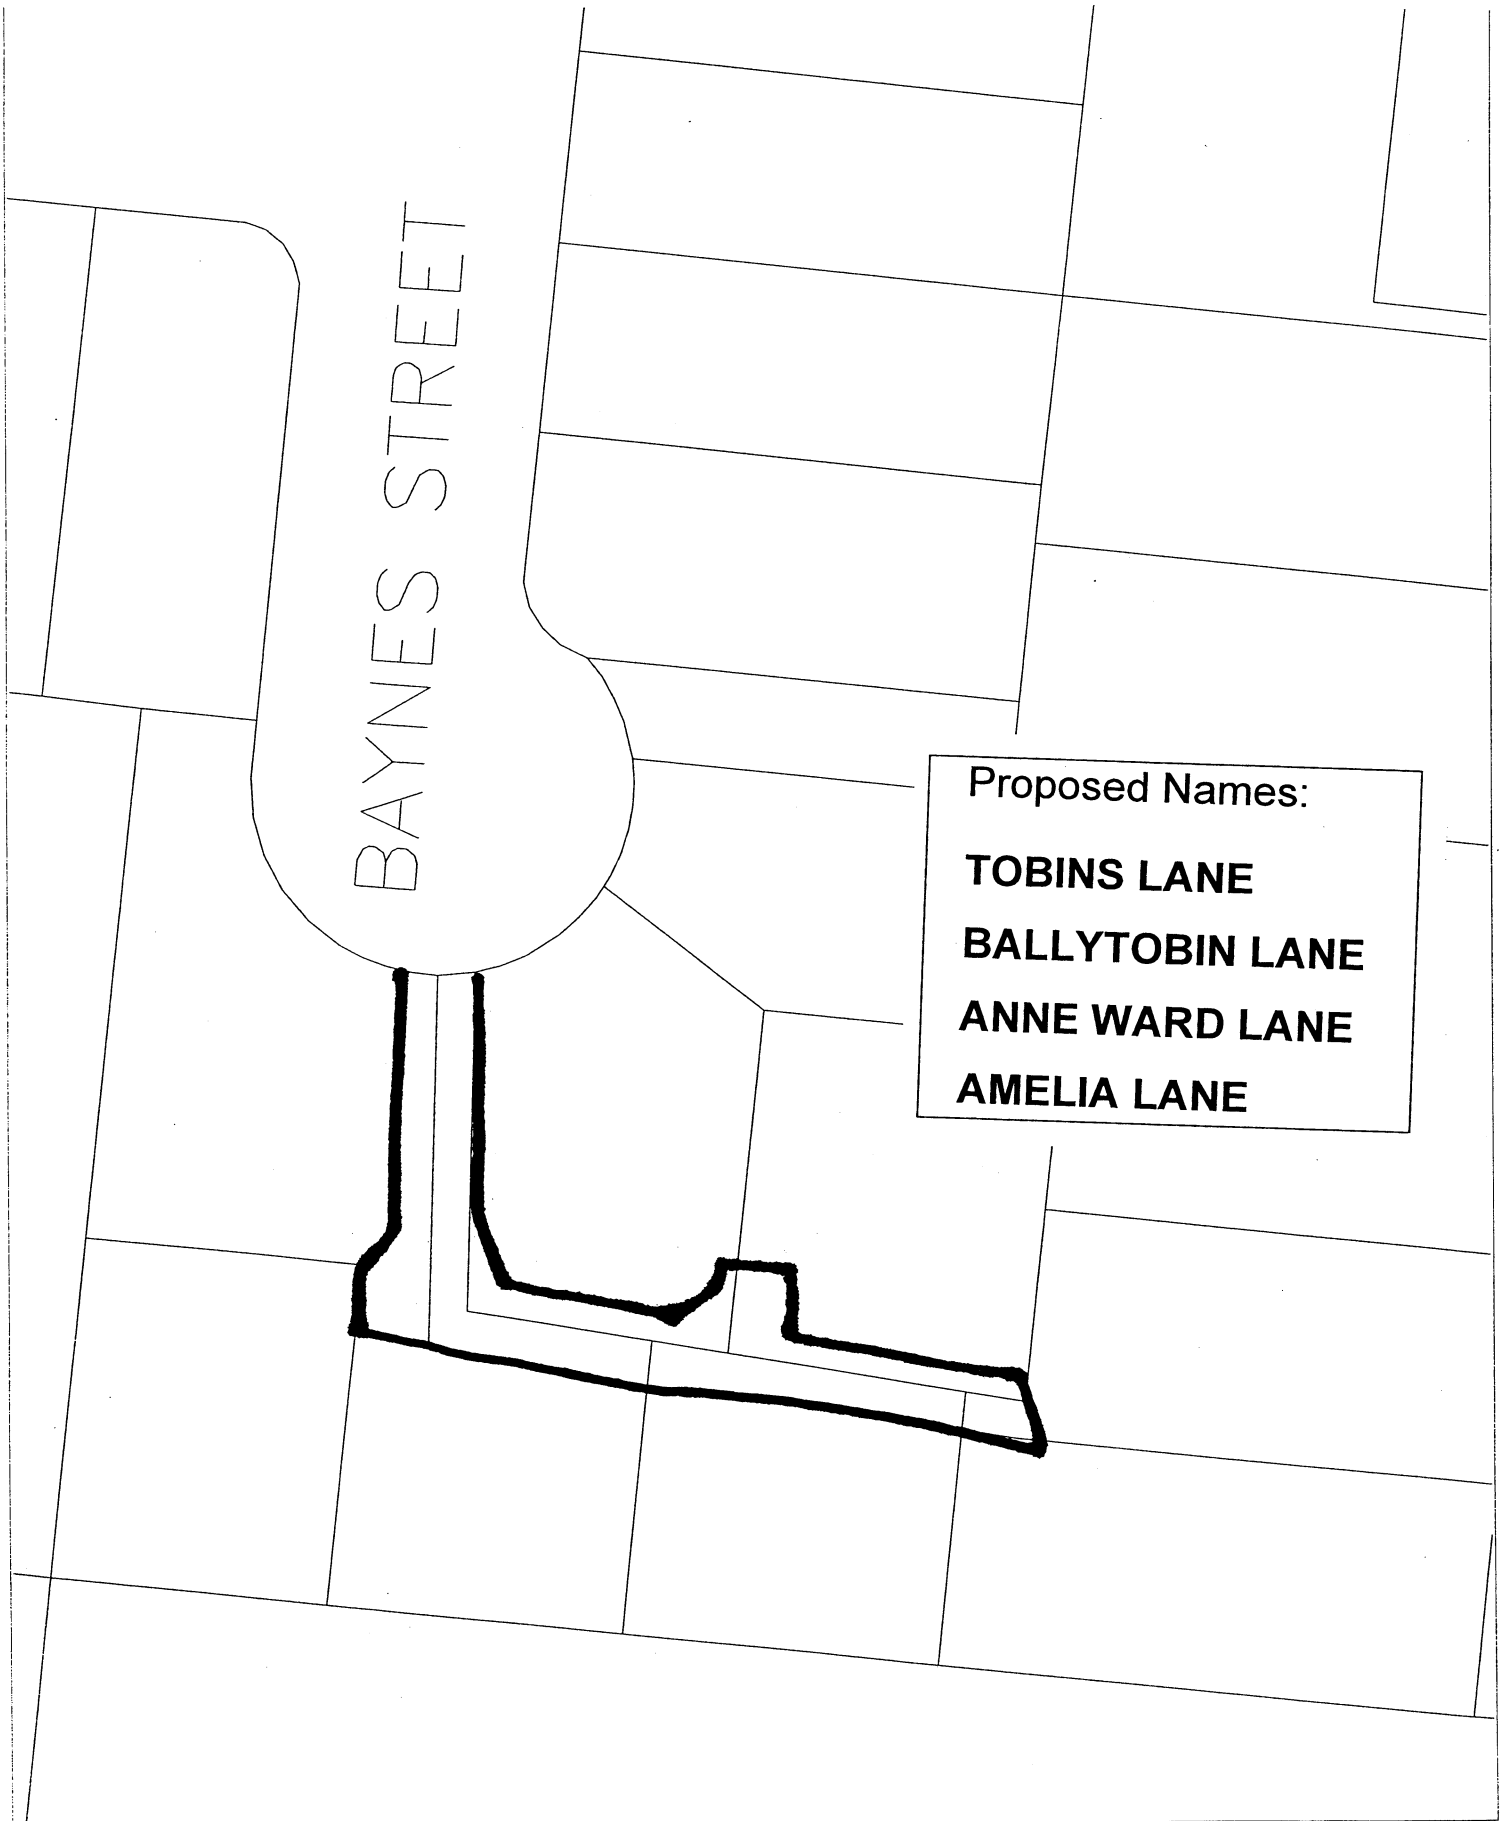 BAYNES STREET
Proposed Names:
TOBINS LANE
BALLYTOBIN LANE
ANNE WARD LANE
AMELIA LANE